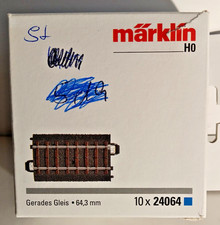 St
märklin
H0
Gerades Gleis • 64,3 mm
10 x 24064